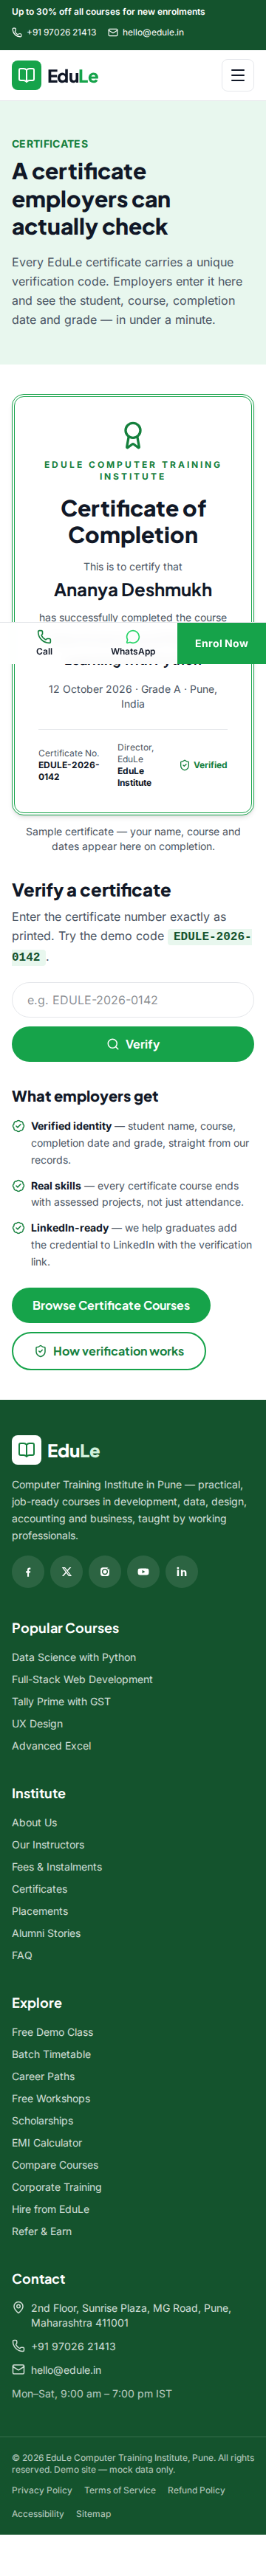 Up to 30% off all courses for new enrolments
+91 97026 21413 hello@edule.in
EduLe
CERTIFICATES
A certificate
employers can
actually check
Every EduLe certificate carries a unique
verification code. Employers enter it here
and see the student, course, completion
date and grade — in under a minute.
EDULE COMPUTER TRAINING
INSTITUTE
Certificate of
Completion
This is to certify that
Ananya Deshmukh
has successfully completed the course
Call
WhatsApp
Enrol Now
12 October 2026 · Grade A · Pune,
India
Certificate No.
EDULE-2026-
0142
Director,
EduLe
EduLe
Institute
Verified
Sample certificate — your name, course and
dates appear here on completion.
Verify a certificate
Enter the certificate number exactly as
printed. Try the demo code EDULE-2026-
0142.
e.g. EDULE-2026-0142
Verify
What employers get
Verified identity — student name, course,
completion date and grade, straight from our
records.
Real skills — every certificate course ends
with assessed projects, not just attendance.
LinkedIn-ready — we help graduates add
the credential to LinkedIn with the verification
link.
Browse Certificate Courses
How verification works
EduLe
Computer Training Institute in Pune — practical,
job-ready courses in development, data, design,
accounting and business, taught by working
professionals.
Popular Courses
Data Science with Python
Full-Stack Web Development
Tally Prime with GST
UX Design
Advanced Excel
Institute
About Us
Our Instructors
Fees & Instalments
Certificates
Placements
Alumni Stories
FAQ
Explore
Free Demo Class
Batch Timetable
Career Paths
Free Workshops
Scholarships
EMI Calculator
Compare Courses
Corporate Training
Hire from EduLe
Refer & Earn
Contact
2nd Floor, Sunrise Plaza, MG Road, Pune,
Maharashtra 411001
+91 97026 21413
hello@edule.in
Mon–Sat, 9:00 am – 7:00 pm IST
© 2026 EduLe Computer Training Institute, Pune. All rights
reserved. Demo site — mock data only.
Privacy Policy Terms of Service Refund Policy
Accessibility Sitemap